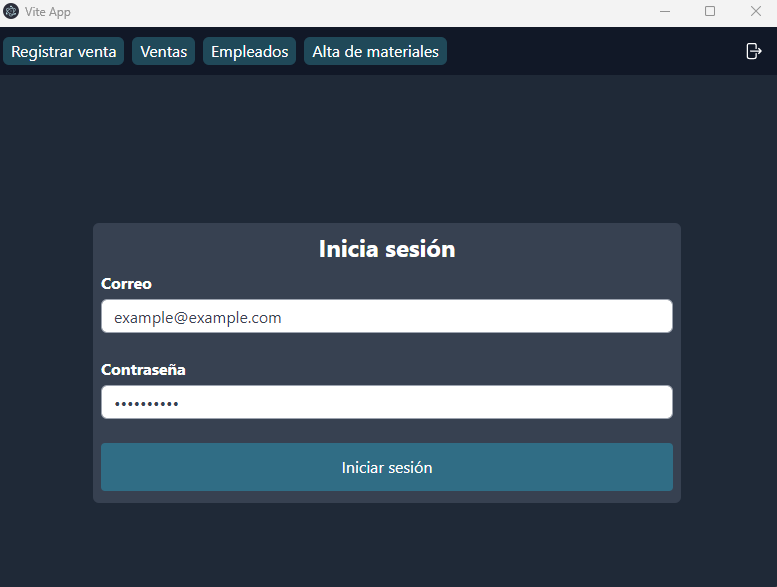 Vite App
Registrar venta Ventas Empleados Alta de materiales
Inicia sesión
Correo
example@example.com
Contraseña
••••••••••
Iniciar sesión